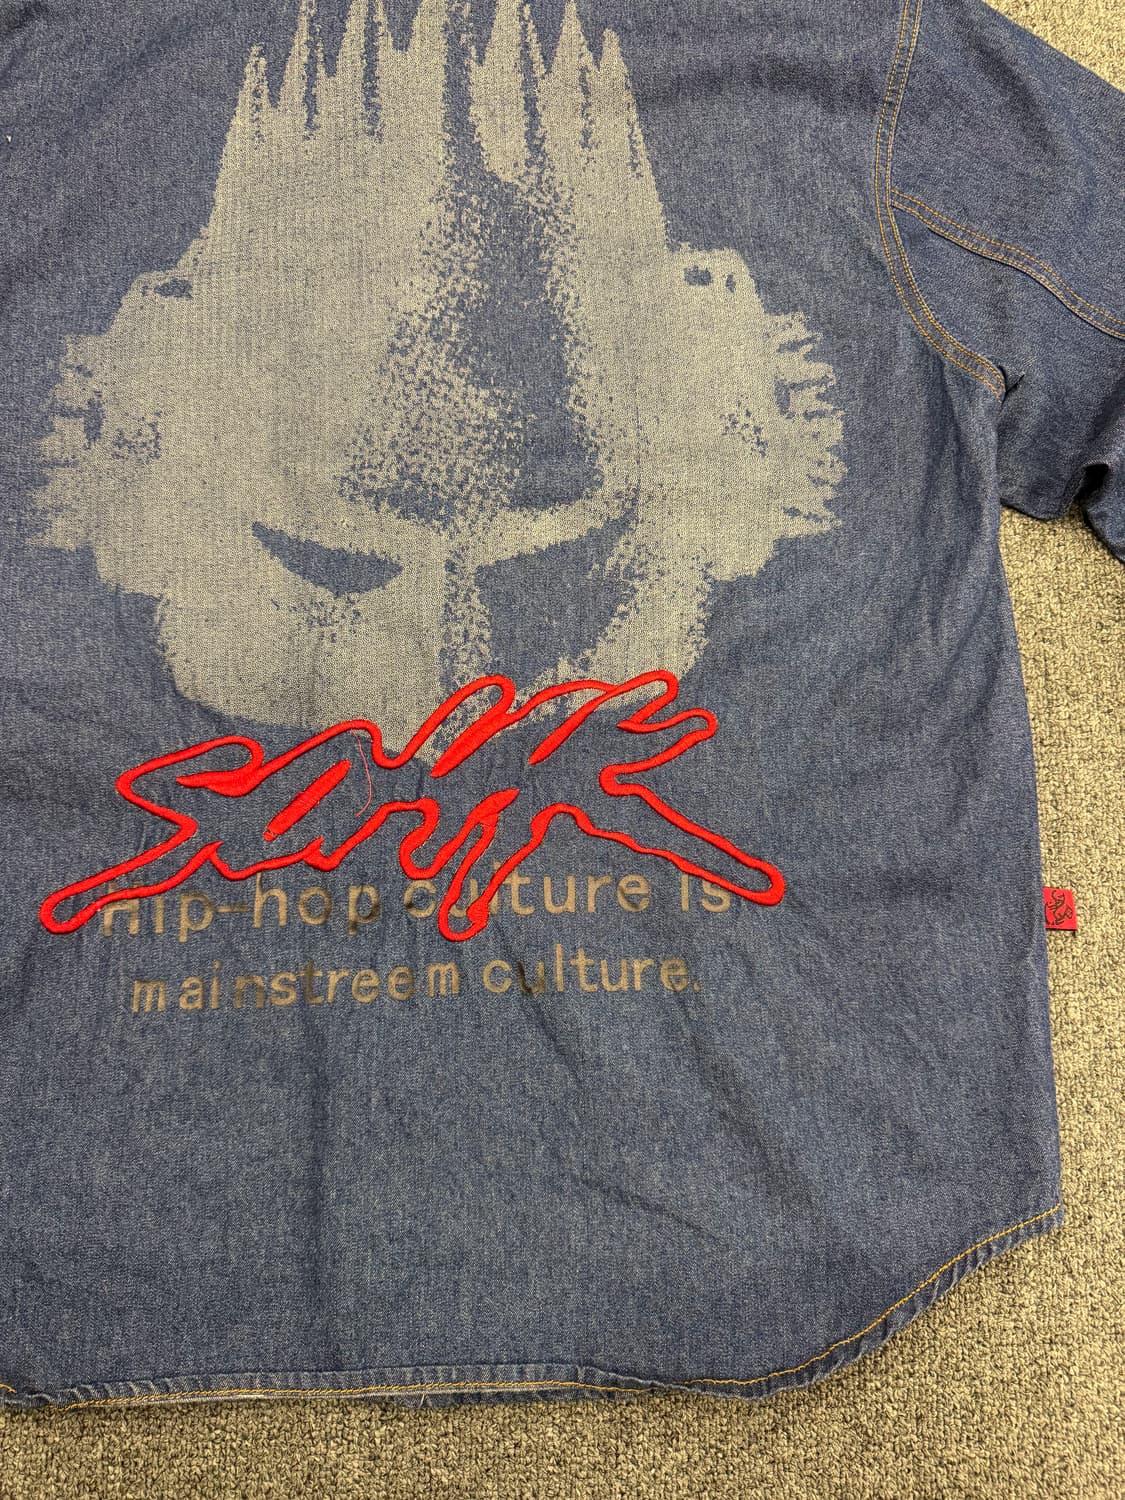 Hip-hop culture is
mainstreem culture.